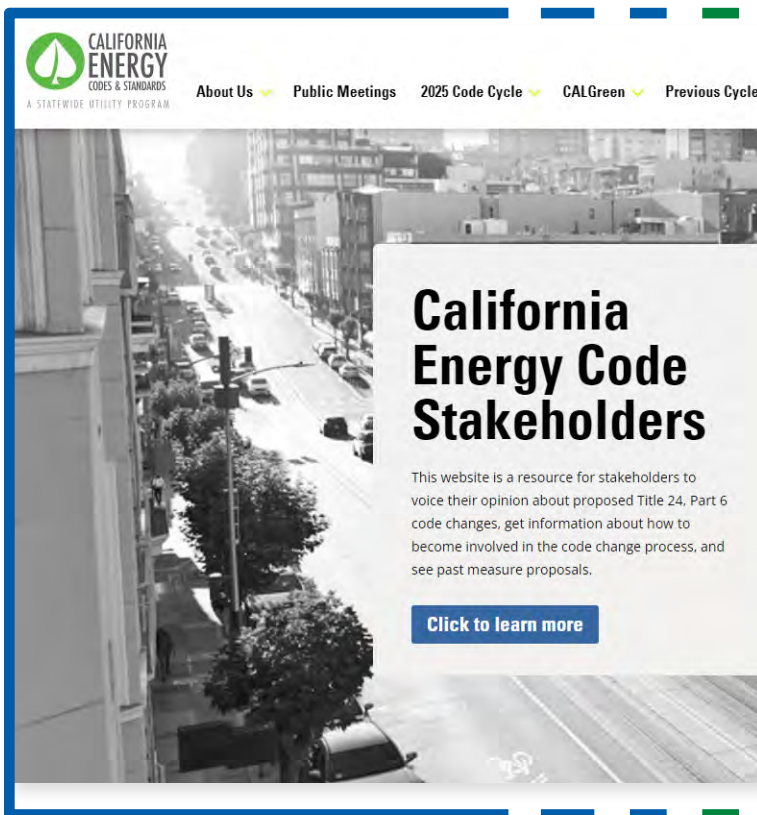 CALIFORNIA
ENERGY
CODES & STANDARDS
A STATEWIDE UTILITY PROGRAM
About Us Public Meetings 2025 Code Cycle CALGreen Previous Cycle
California
Energy Code
Stakeholders
This website is a resource for stakeholders to
voice their opinion about proposed Title 24, Part 6
code changes, get information about how to
become involved in the code change process, and
see past measure proposals.
Click to learn more